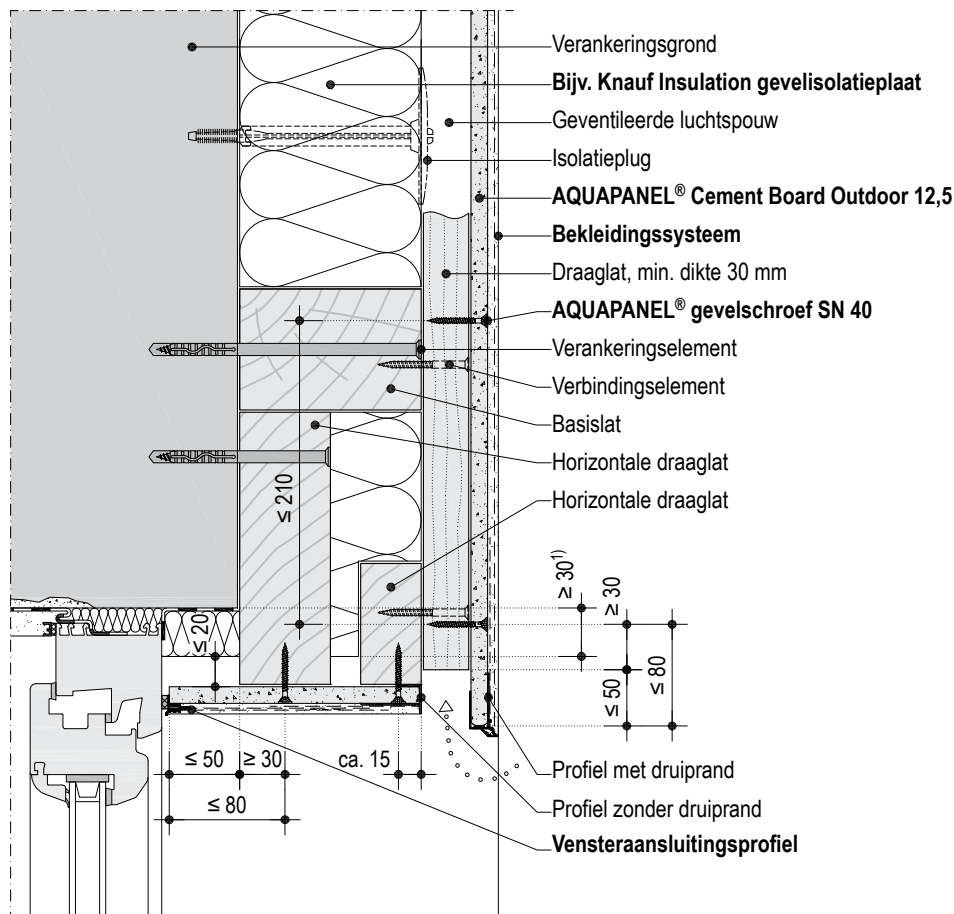 Verankeringsgrond
Bijv. Knauf Insulation gevelisolatieplaat
Geventileerde luchtspouw
Isolatieplug
AQUAPANEL® Cement Board Outdoor 12,5
Bekleidingssysteem
Draaglat, min. dikte 30 mm
AQUAPANEL® gevelschroef SN 40
Verankeringselement
Verbindingselement
Basislat
Horizontale draaglat
Horizontale draaglat
≤ 210
≥ 30¹⁾
≥ 30
≤ 20
≤ 50
≤ 80
≤ 50
≥ 30
ca. 15
≤ 80
Profiel met druiprand
Profiel zonder druiprand
Vensteraansluitingsprofiel